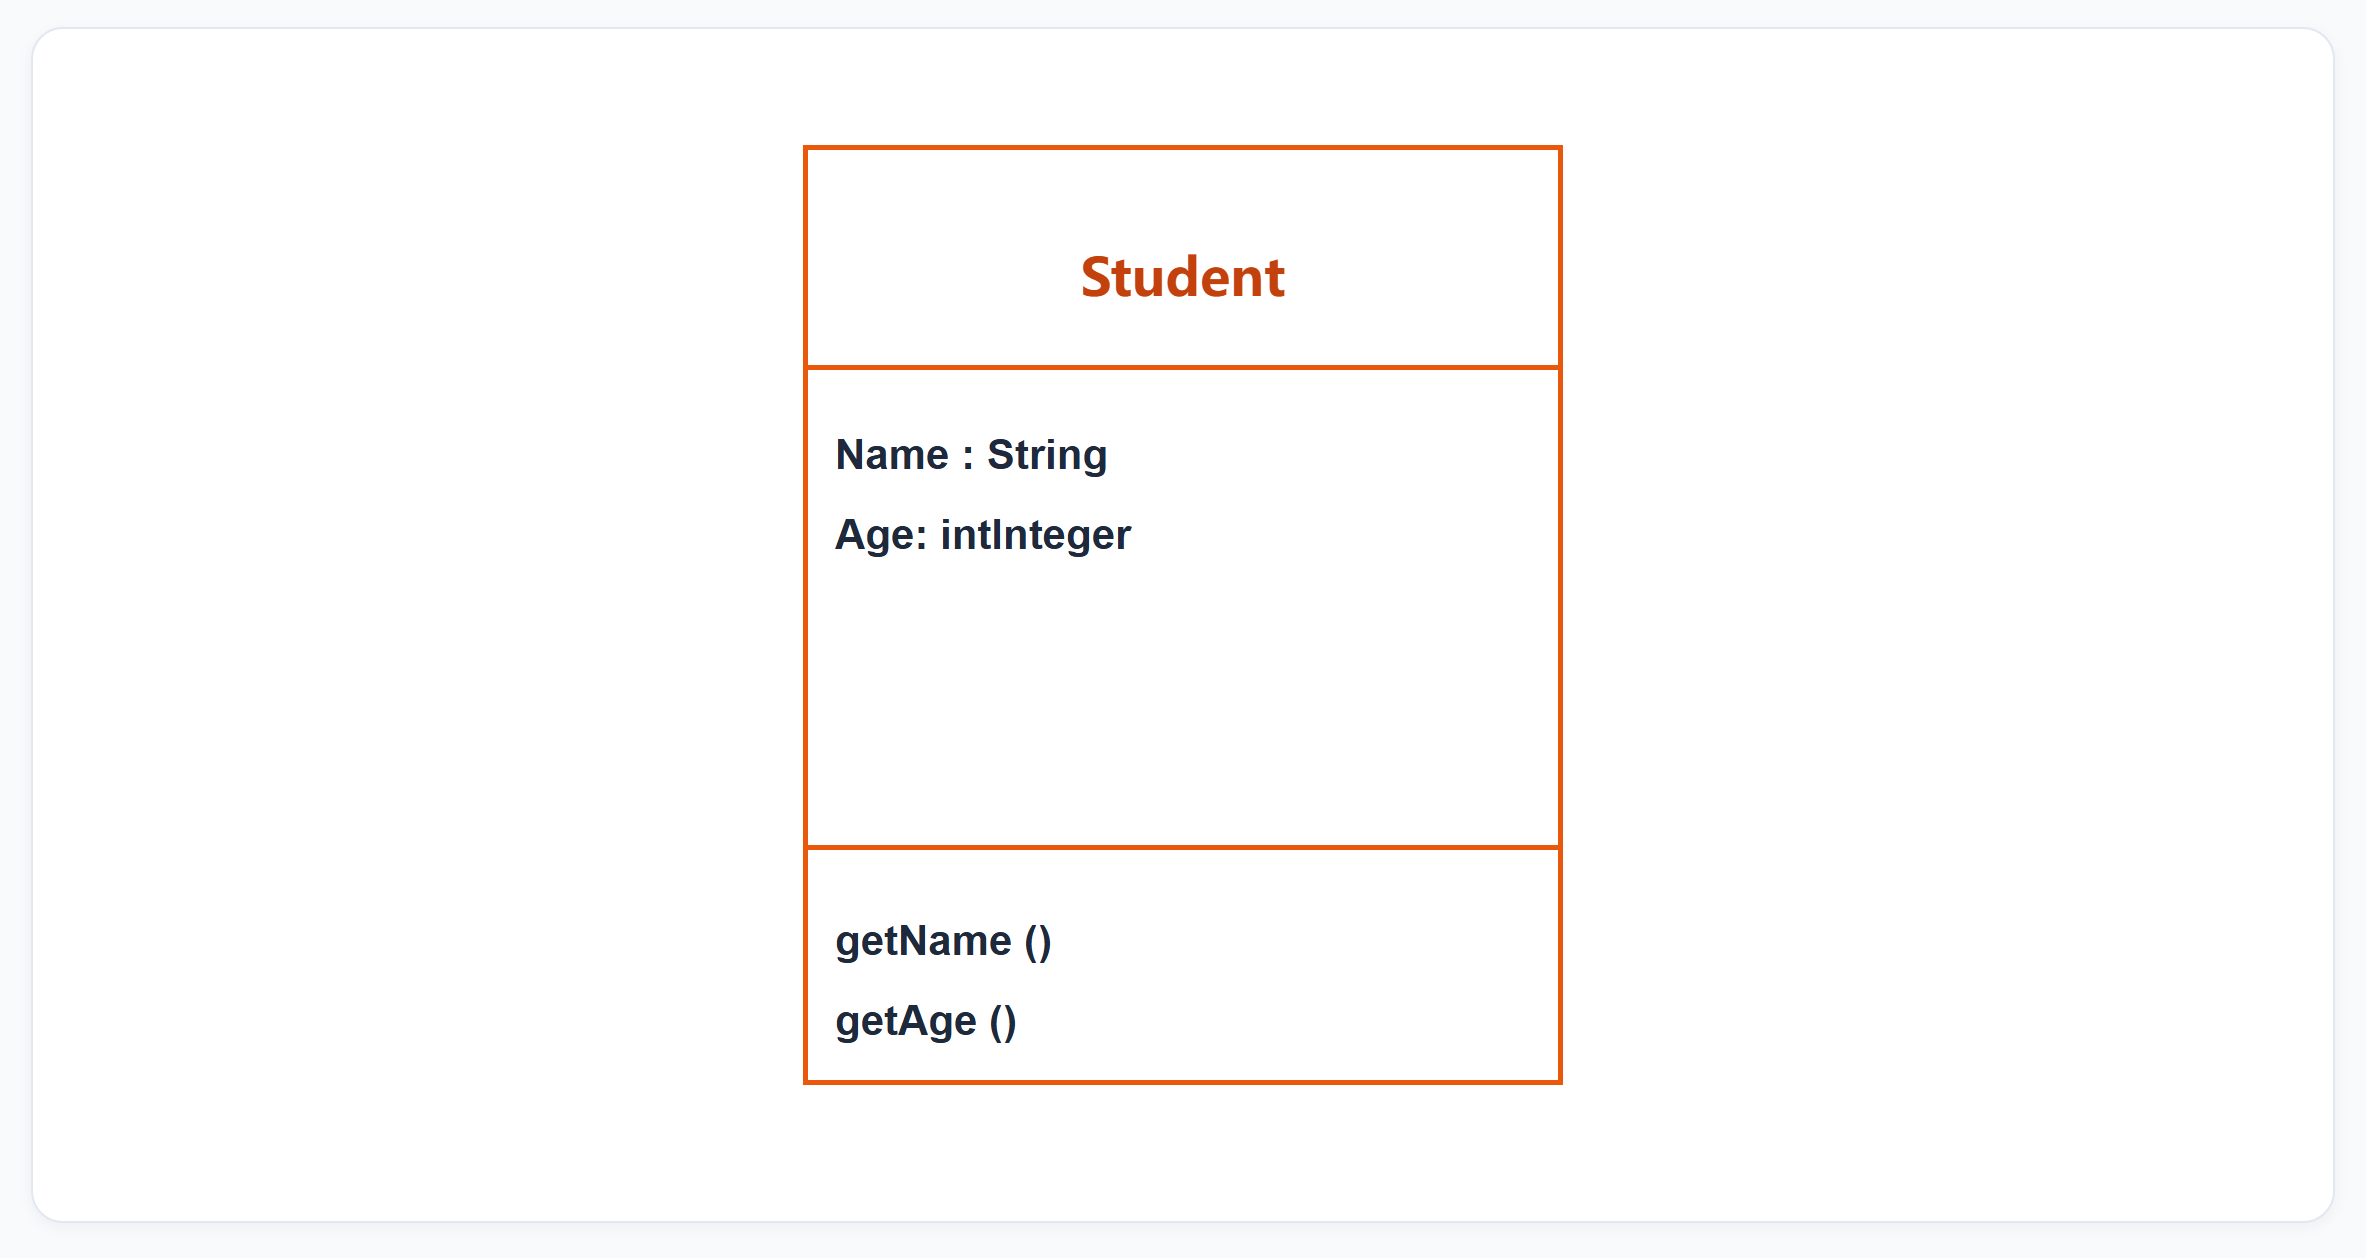 Student
Name : String
Age: intInteger
getName ()
getAge ()